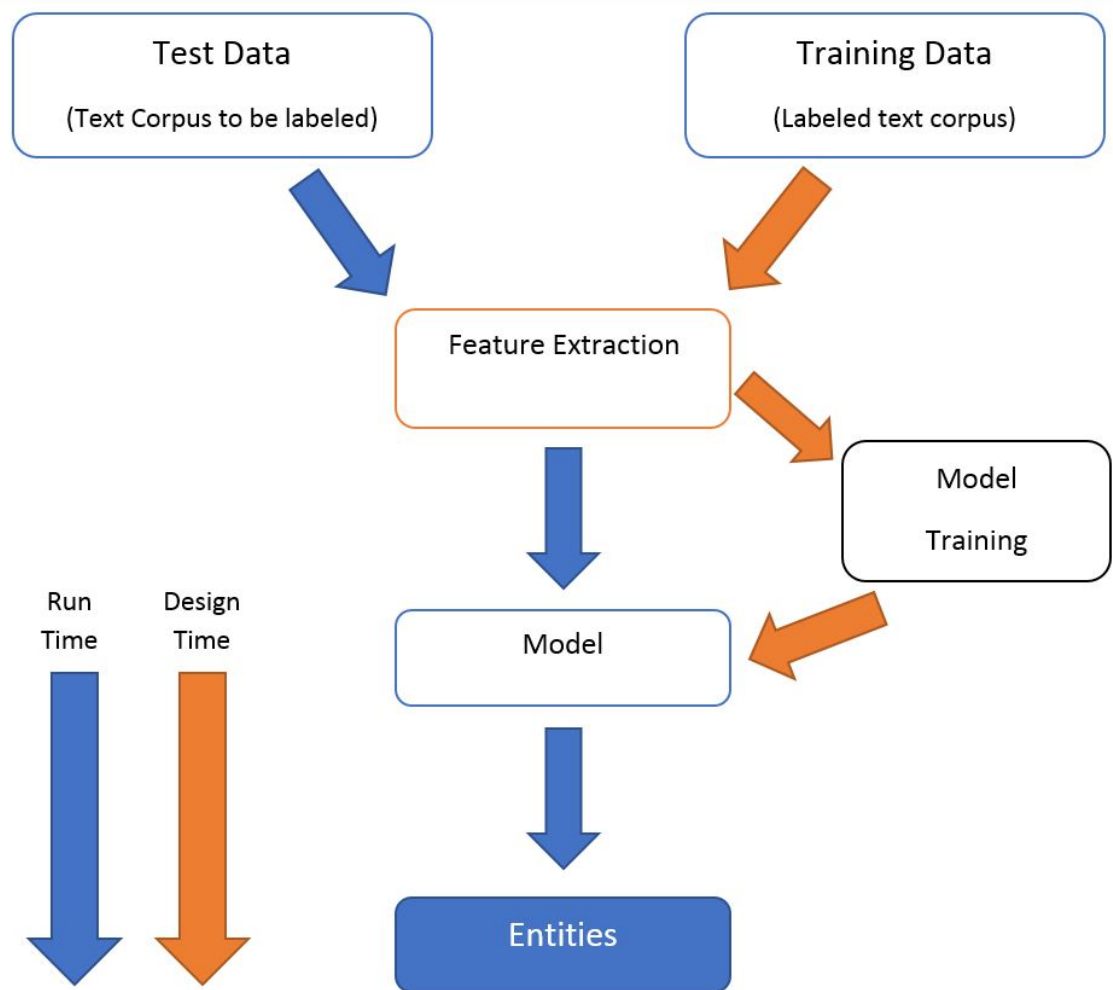 Test Data
(Text Corpus to be labeled)
Training Data
(Labeled text corpus)
Feature Extraction
Model
Training
Run
Time
Design
Time
Model
Entities